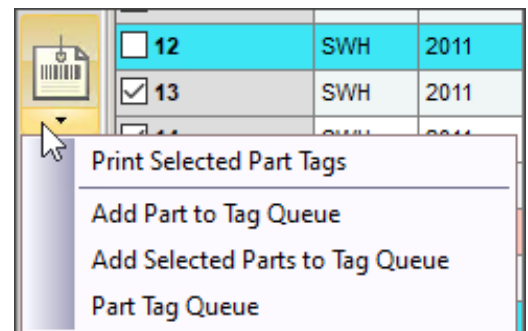 12 SWH 2011
13 SWH 2011
Print Selected Part Tags
Add Part to Tag Queue
Add Selected Parts to Tag Queue
Part Tag Queue